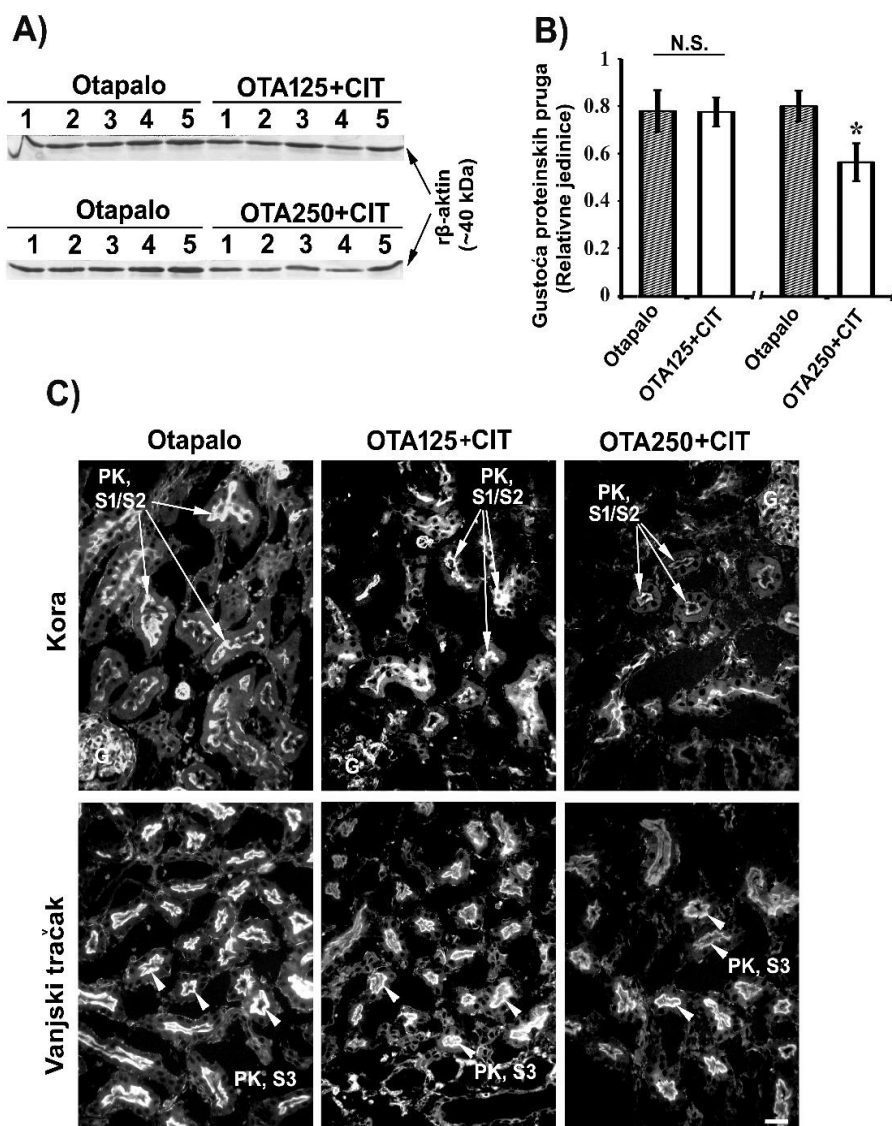 A)
Otapalo OTA125+CIT
1 2 3 4 5 1 2 3 4 5
Otapalo OTA250+CIT
1 2 3 4 5 1 2 3 4 5
rβ-aktin
(~40 kDa)
B)
N.S.
*
Gustoća proteinskih pruga
(Relativne jedinice)
1
0.8
0.6
0.4
0.2
0
Otapalo
OTA125+CIT
Otapalo
OTA250+CIT
C)
Otapalo OTA125+CIT OTA250+CIT
Kora
PK,
S1/S2
G
PK,
S1/S2
G
PK,
S1/S2
G
Vanjski tračak
PK, S3
PK, S3
PK, S3